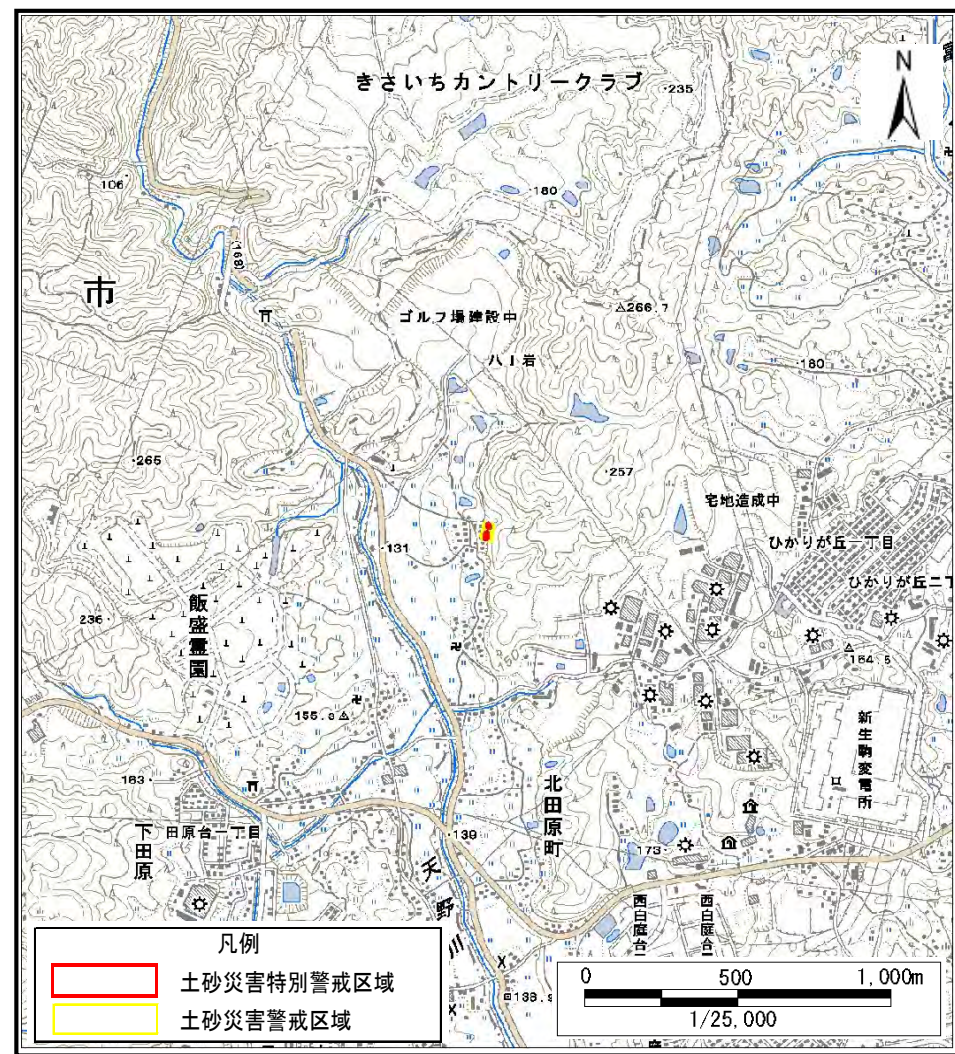 きさいちカントリークラブ
235
N
106
180
(168)
市
ゴルフ場建設中
266.7
八丁岩
180
265
257
宅地造成中
ひかりが丘一丁目
131
ひかりが丘二丁
飯盛霊園
236
150
164.5
155.3
新生駒変電所
183
北田原町
139
下田原
田原台一丁目
173
天野川
西白庭台
西白庭台
138.9
凡例
土砂災害特別警戒区域
土砂災害警戒区域
0 500 1,000m
1/25,000